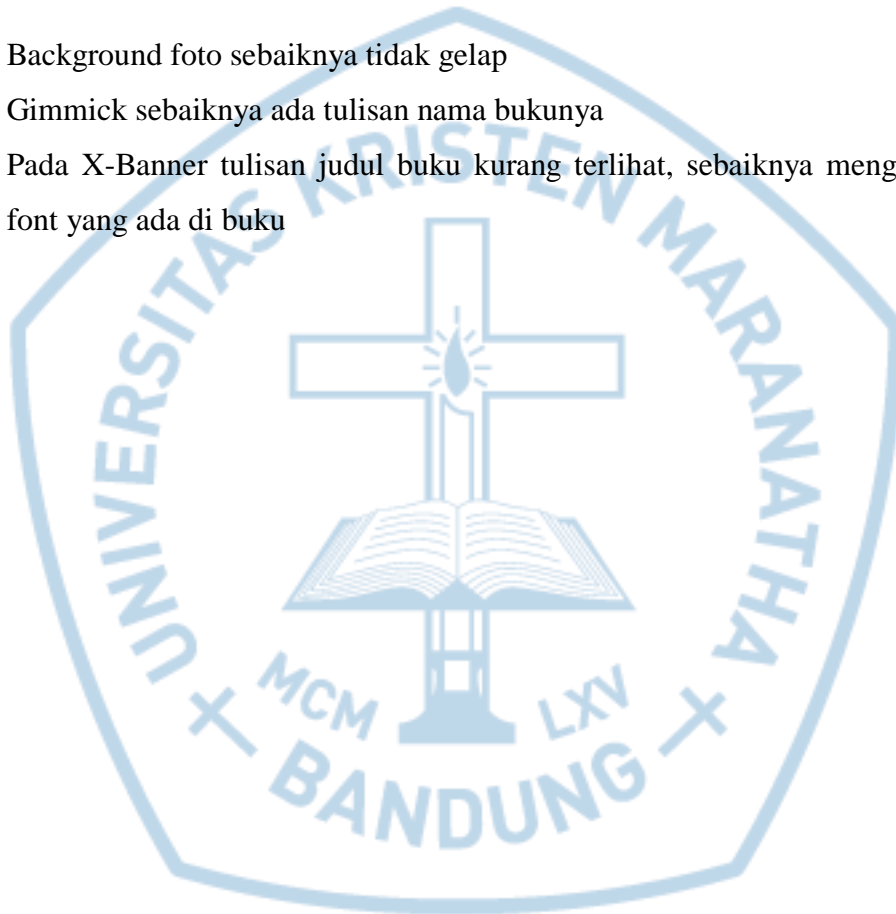 Background foto sebaiknya tidak gelap
Gimmick sebaiknya ada tulisan nama bukunya
Pada X-Banner tulisan judul buku kurang terlihat, sebaiknya meng
font yang ada di buku
UNIVERSITAS KRISTEN MARANATHA
MCM LXV
BANDUNG